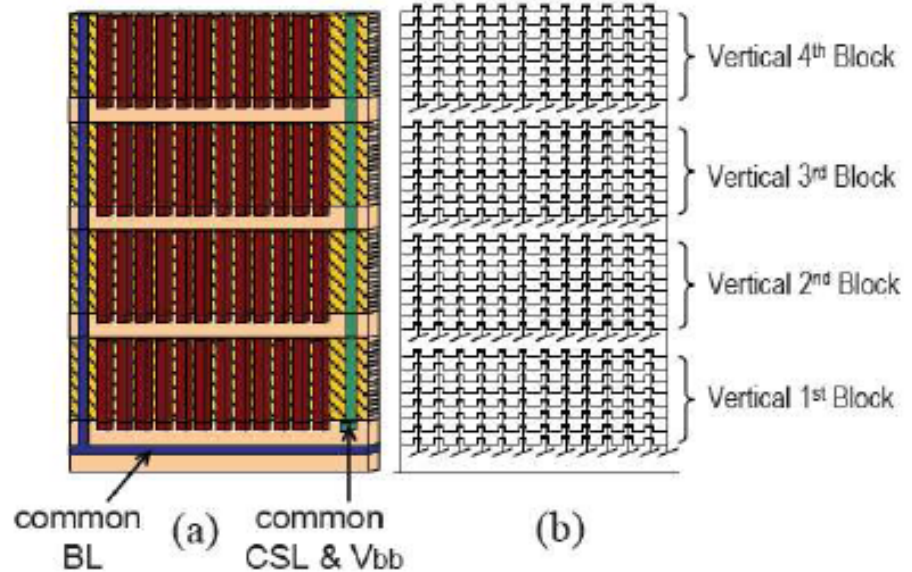 Vertical 4th Block
Vertical 3rd Block
Vertical 2nd Block
Vertical 1st Block
common
BL
(a)
common
CSL & Vbb
(b)